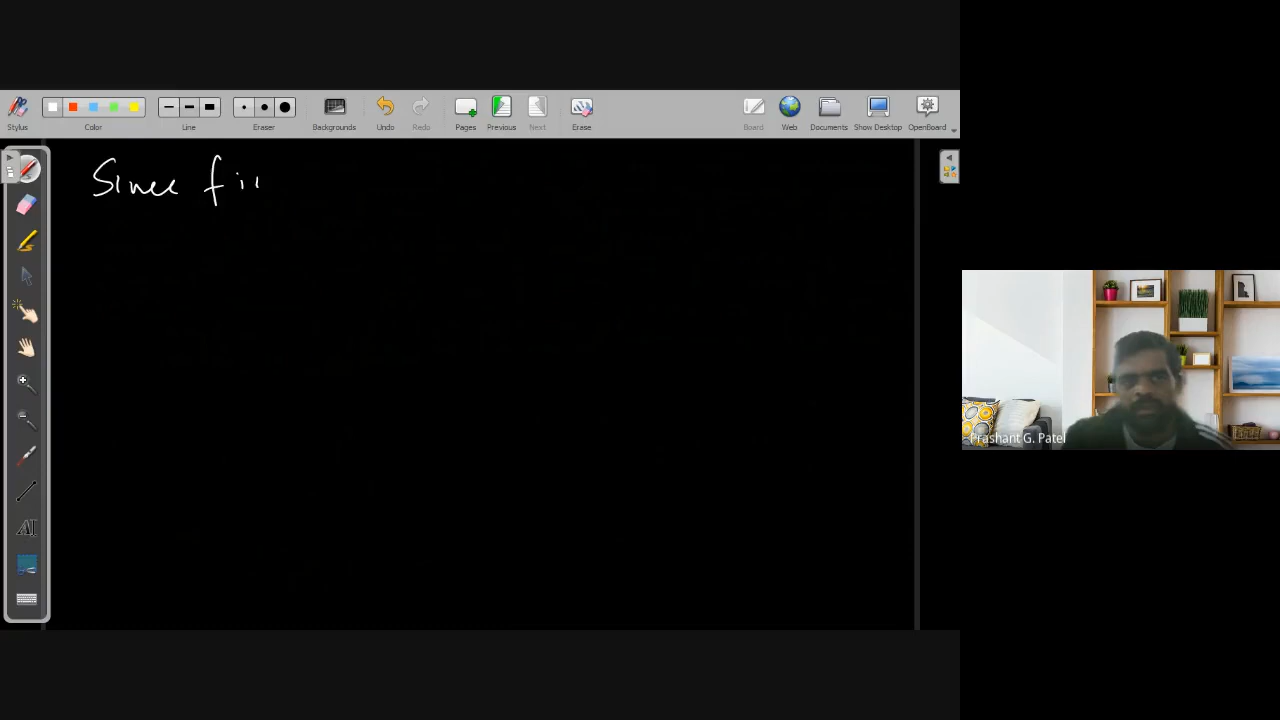 Stylus
Color
Line
Eraser
Backgrounds
Undo
Redo
Pages
Previous
Next
Erase
Board
Web
Documents
Show Desktop
OpenBoard
Since f
Prashant G. Patel